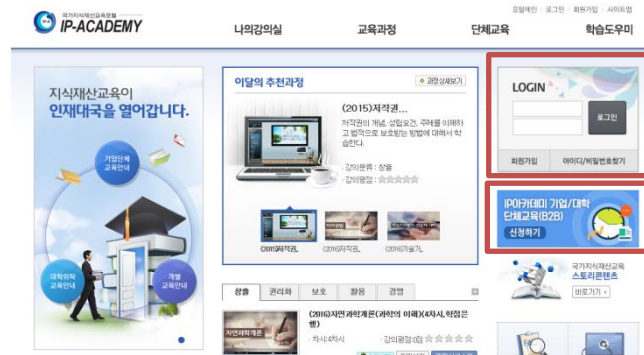 포털메인 | 로그인 | 회원가입 | 사이트맵
국가지식재산교육포털
IP-ACADEMY
나의강의실
교육과정
단체교육
학습도우미
지식재산교육이
인재대국을 열어갑니다.
기업단체
교육안내
대학위탁
교육안내
개별
교육안내
이달의 추천과정
과정상세보기
(2015)저작권...
저작권의 개념, 성립요건, 주체를 이해하
고 법적으로 보호받는 방법에 대해서 학
습한다.
· 강의분류 : 창출
· 강의평점 : ☆☆☆☆☆
(2015)저작권..
(2016)저작권..
(2016)기술가..
창출
권리화
보호
활용
경영
자연과학개론
(2016)자연과학개론(과학의 이해)(4차시,학점은
행)
· 차시:4차시
· 강의평점:0점 ☆☆☆☆☆
LOGIN
로그인
회원가입
아이디/비밀번호찾기
IP아카데미 기업/대학
단체교육(B2B)
신청하기
국가지식재산교육
스토리콘텐츠
바로가기 >